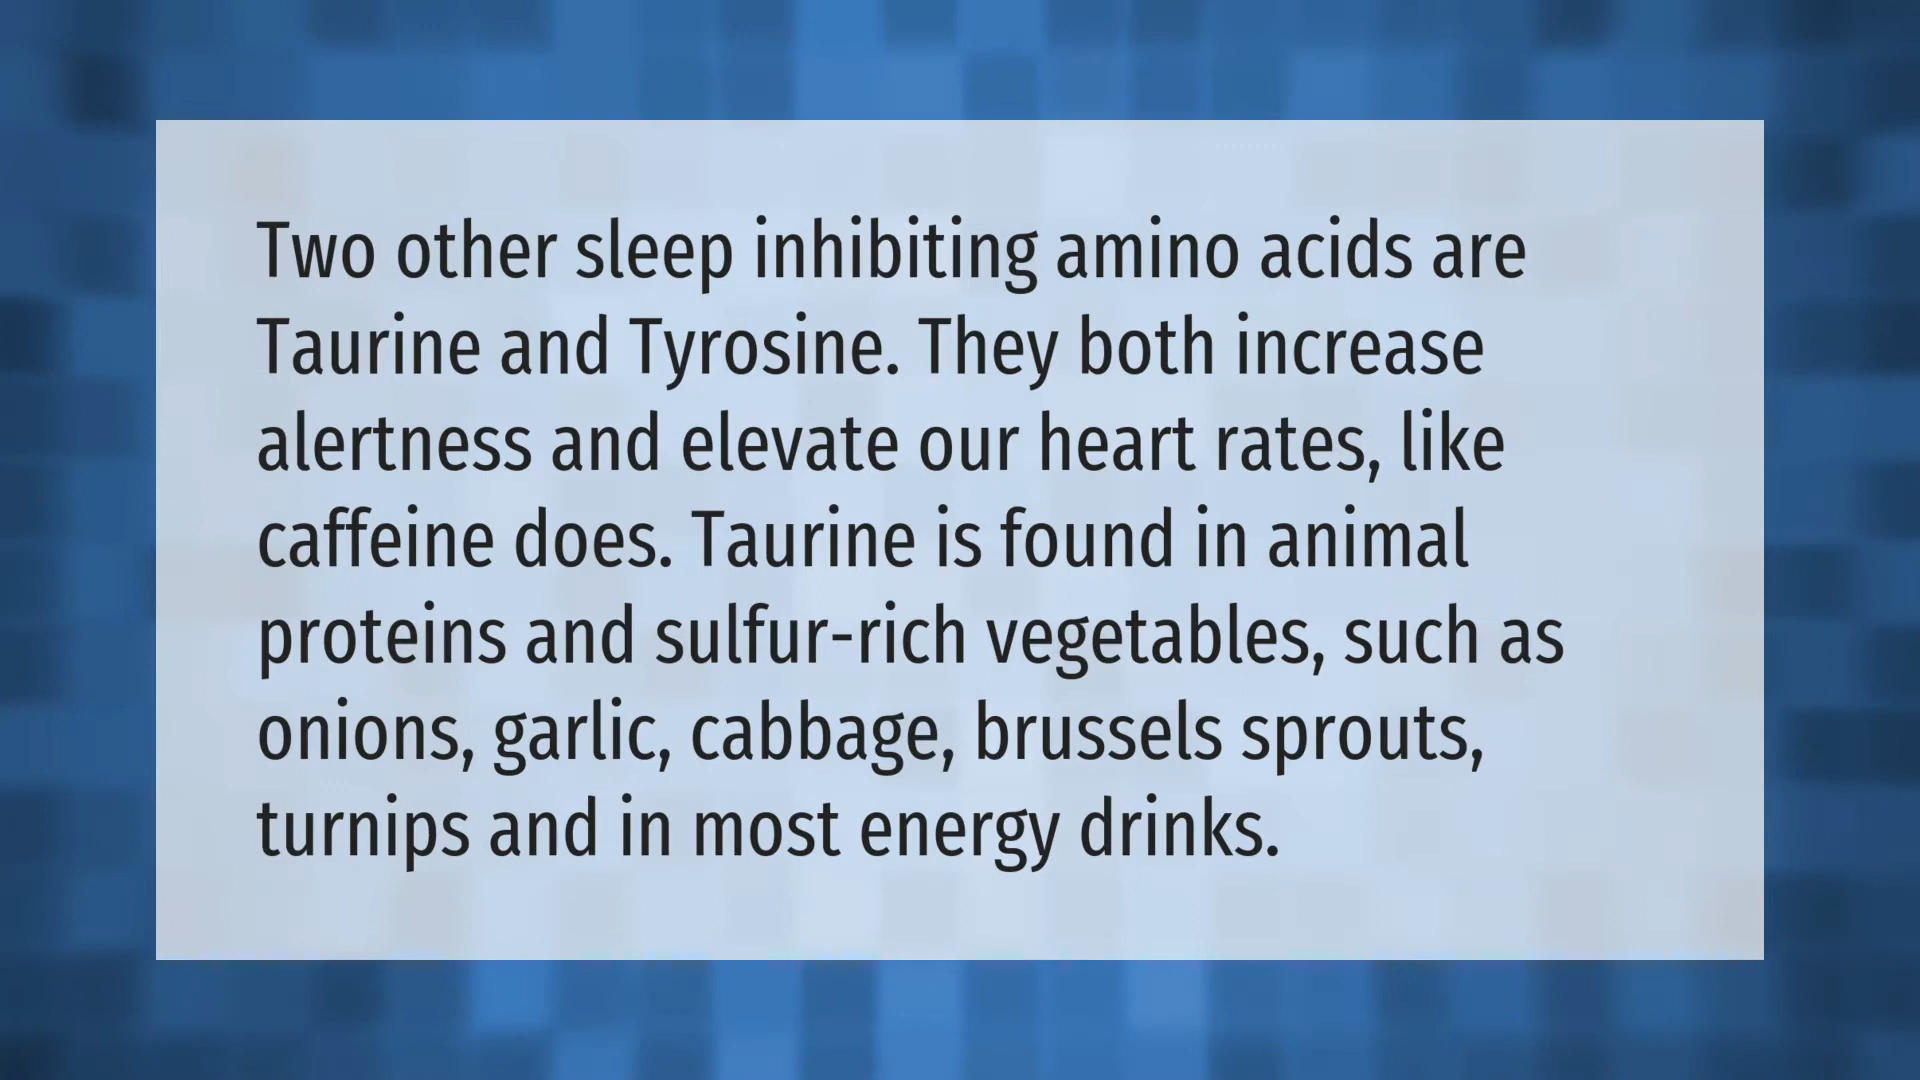 Two other sleep inhibiting amino acids are
Taurine and Tyrosine. They both increase
alertness and elevate our heart rates, like
caffeine does. Taurine is found in animal
proteins and sulfur-rich vegetables, such as
onions, garlic, cabbage, brussels sprouts,
turnips and in most energy drinks.